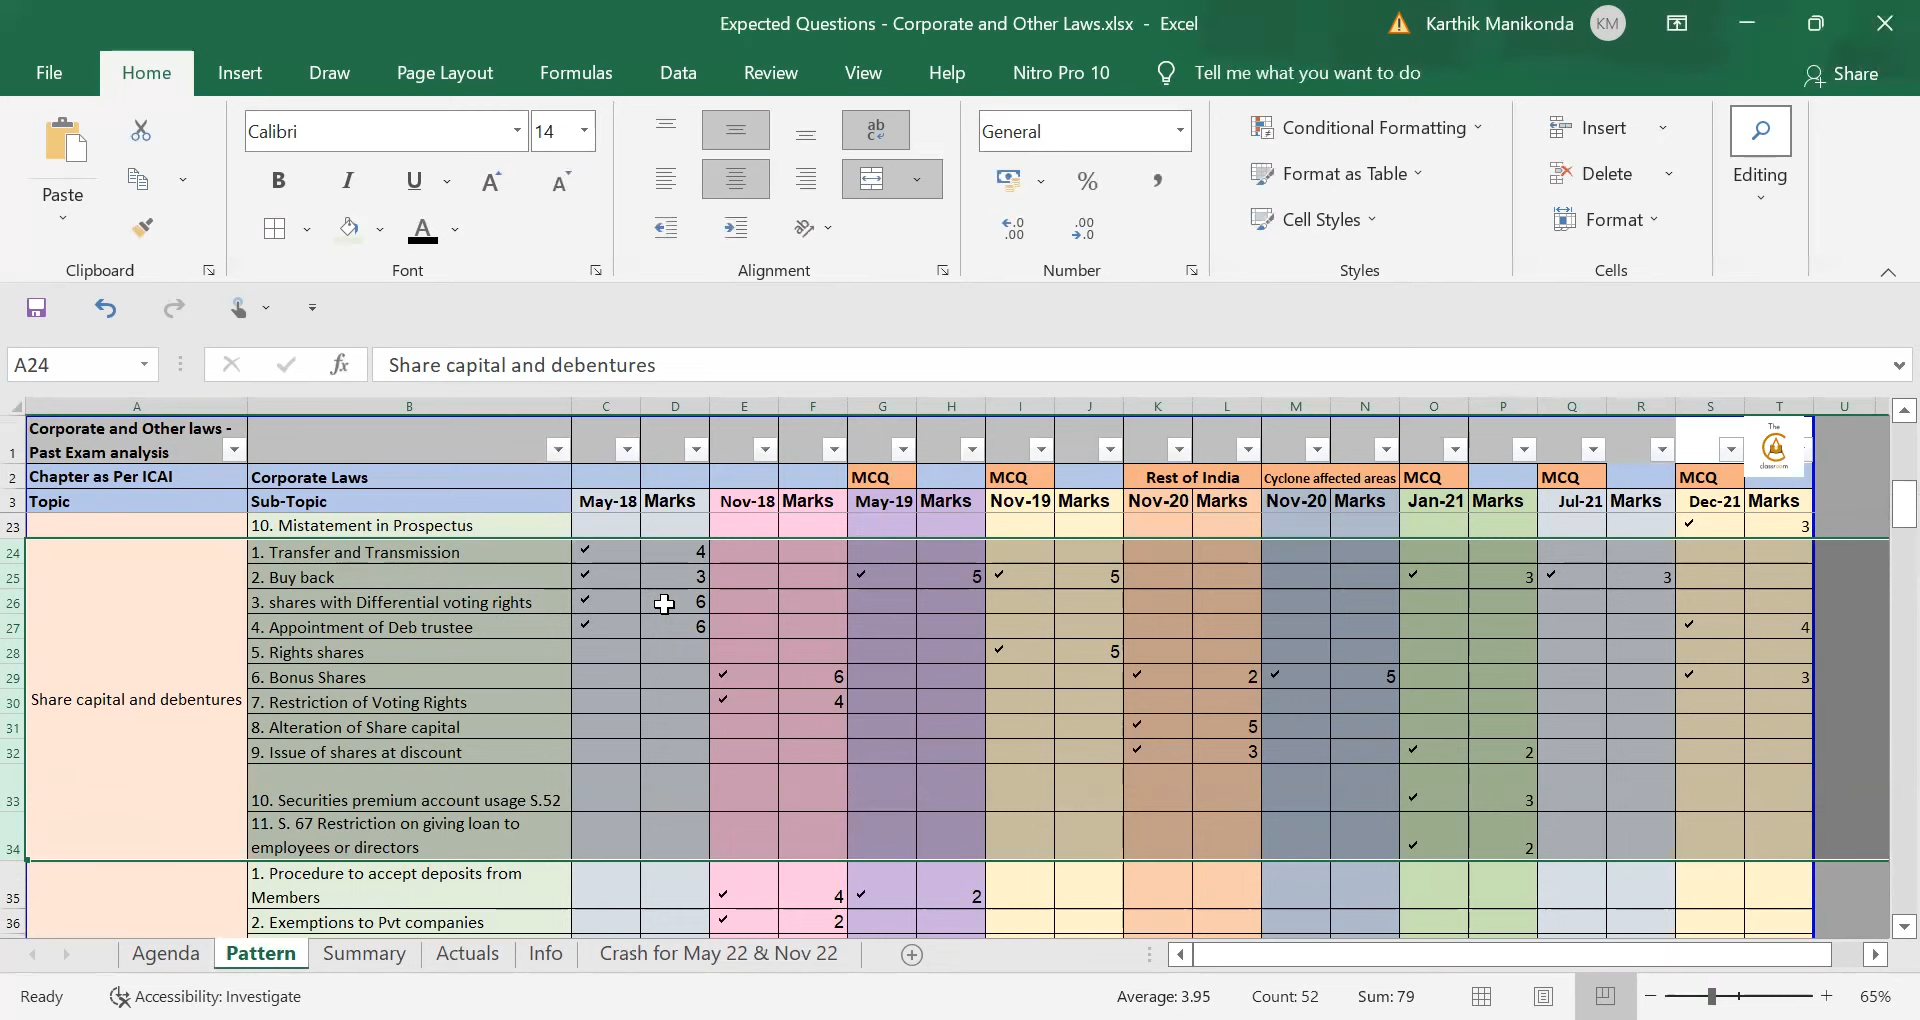 Expected Questions - Corporate and Other Laws.xlsx - Excel
Karthik Manikonda KM
File Home Insert Draw Page Layout Formulas Data Review View Help Nitro Pro 10 Tell me what you want to do Share
Paste
Calibri 14
B I U A A A
ab
General
% ,
.0 .00
.00 .0
Conditional Formatting
Format as Table
Cell Styles
Insert
Delete
Format
Editing
Clipboard Font Alignment Number Styles Cells
A24 fx Share capital and debentures
A B C D E F G H I J K L M N O P Q R S T U
1 Corporate and Other laws -
Past Exam analysis
The
classroom
2 Chapter as Per ICAI Corporate Laws MCQ MCQ Rest of India Cyclone affected areas MCQ MCQ MCQ
3 Topic Sub-Topic May-18 Marks Nov-18 Marks May-19 Marks Nov-19 Marks Nov-20 Marks Nov-20 Marks Jan-21 Marks Jul-21 Marks Dec-21 Marks
23 10. Mistatement in Prospectus ✓ 3
24 1. Transfer and Transmission ✓ 4
25 2. Buy back ✓ 3 ✓ 5 ✓ 5 ✓ 3 ✓ 3
26 3. shares with Differential voting rights ✓ 6
27 4. Appointment of Deb trustee ✓ 6 ✓ 4
28 5. Rights shares ✓ 5
29 6. Bonus Shares ✓ 6 ✓ 2 ✓ 5 ✓ 3
Share capital and debentures
30 7. Restriction of Voting Rights ✓ 4
31 8. Alteration of Share capital ✓ 5
32 9. Issue of shares at discount ✓ 3 ✓ 2
33 10. Securities premium account usage S.52 ✓ 3
11. S. 67 Restriction on giving loan to
34 employees or directors ✓ 2
1. Procedure to accept deposits from
35 Members ✓ 4 ✓ 2
36 2. Exemptions to Pvt companies ✓ 2
Agenda Pattern Summary Actuals Info Crash for May 22 & Nov 22
Ready Accessibility: Investigate Average: 3.95 Count: 52 Sum: 79 65%